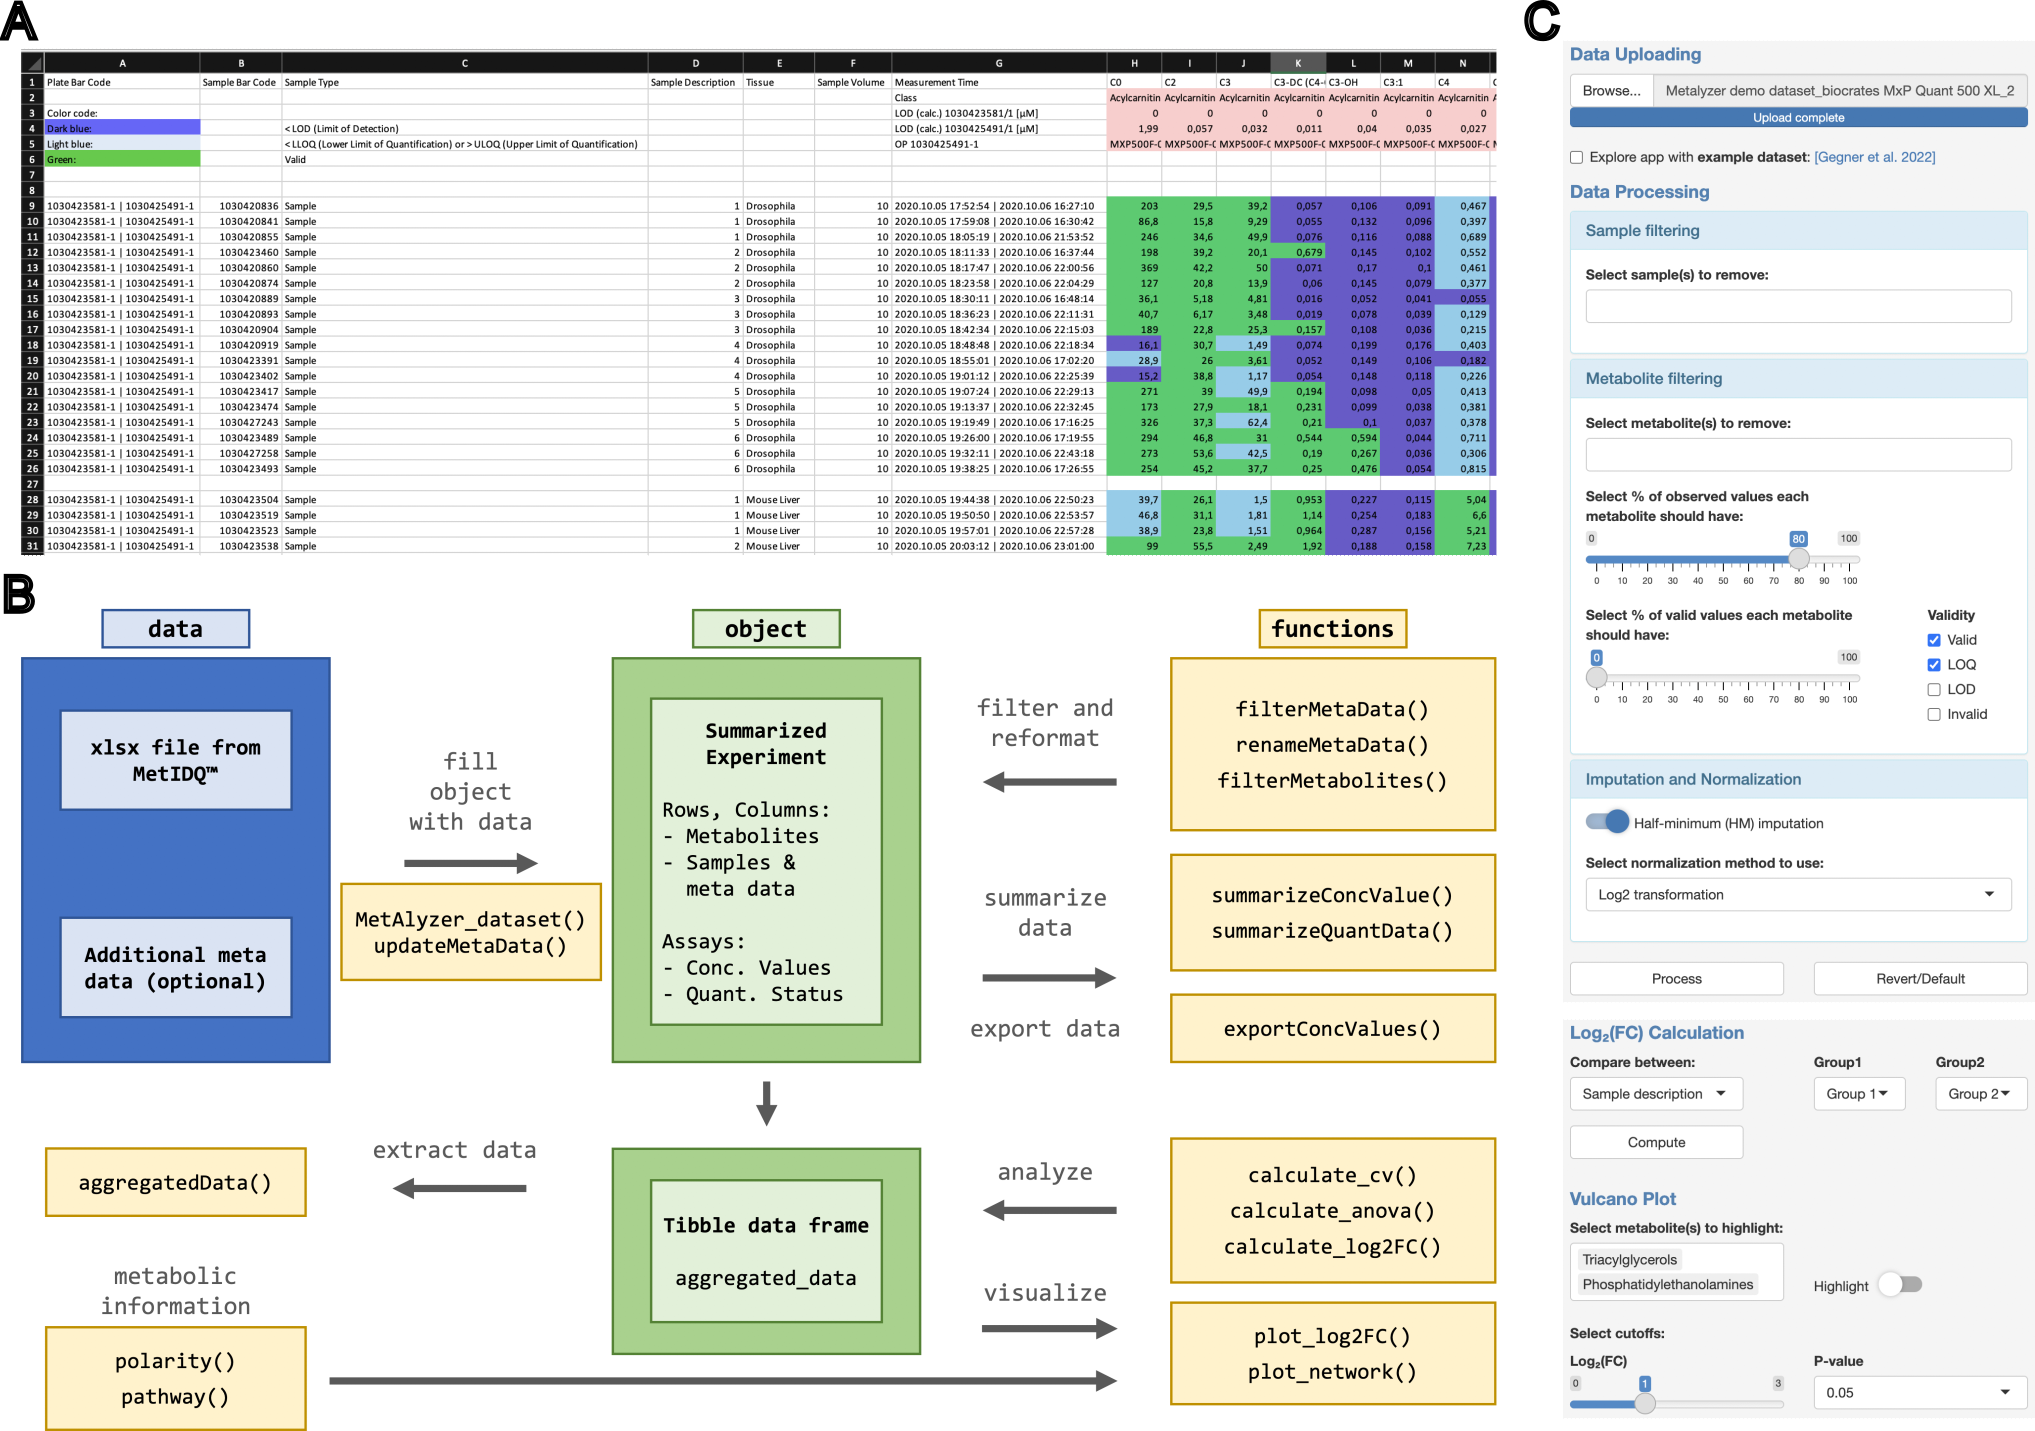 A
A B C D E F G H I J K L M N
1 Plate Bar Code Sample Bar Code Sample Type Sample Description Tissue Sample Volume Measurement Time C0 C2 C3 C3-DC (C4- C3-OH C3:1 C4
2 Class Acylcarnitin Acylcarnitin Acylcarnitin Acylcarnitin Acylcarnitin Acylcarnitin Acylcarnitin A
3 Color code: LOD (calc.) 1030423581/1 [µM] 0 0 0 0 0 0 0
4 Dark blue: < LOD (Limit of Detection) LOD (calc.) 1030425491/1 [µM] 1,99 0,057 0,032 0,011 0,04 0,035 0,027
5 Light blue: < LLOQ (Lower Limit of Quantification) or > ULOQ (Upper Limit of Quantification) OP 1030425491-1 MXP500F-C MXP500F-C MXP500F-C MXP500F-C MXP500F-C MXP500F-C MXP500F-C
6 Green: Valid
7
8
9 1030423581-1 | 1030425491-1 1030420836 Sample 1 Drosophila 10 2020.10.05 17:52:54 | 2020.10.06 16:27:10 203 29,5 39,2 0,057 0,106 0,091 0,467
10 1030423581-1 | 1030425491-1 1030420841 Sample 1 Drosophila 10 2020.10.05 17:59:08 | 2020.10.06 16:30:42 86,8 15,8 9,29 0,055 0,132 0,096 0,397
11 1030423581-1 | 1030425491-1 1030420855 Sample 1 Drosophila 10 2020.10.05 18:05:19 | 2020.10.06 21:53:52 246 34,6 49,9 0,076 0,116 0,088 0,689
12 1030423581-1 | 1030425491-1 1030423460 Sample 2 Drosophila 10 2020.10.05 18:11:33 | 2020.10.06 16:37:44 198 39,2 20,1 0,679 0,145 0,102 0,552
13 1030423581-1 | 1030425491-1 1030420860 Sample 2 Drosophila 10 2020.10.05 18:17:47 | 2020.10.06 22:00:56 369 42,2 50 0,071 0,17 0,1 0,461
14 1030423581-1 | 1030425491-1 1030420874 Sample 2 Drosophila 10 2020.10.05 18:23:58 | 2020.10.06 22:04:29 127 20,8 13,9 0,06 0,145 0,079 0,377
15 1030423581-1 | 1030425491-1 1030420889 Sample 3 Drosophila 10 2020.10.05 18:30:11 | 2020.10.06 16:48:14 36,1 5,18 4,81 0,016 0,052 0,041 0,055
16 1030423581-1 | 1030425491-1 1030420893 Sample 3 Drosophila 10 2020.10.05 18:36:23 | 2020.10.06 22:11:31 40,7 6,17 3,48 0,019 0,078 0,039 0,129
17 1030423581-1 | 1030425491-1 1030420904 Sample 3 Drosophila 10 2020.10.05 18:42:34 | 2020.10.06 22:15:03 189 22,8 25,3 0,157 0,108 0,036 0,215
18 1030423581-1 | 1030425491-1 1030420919 Sample 4 Drosophila 10 2020.10.05 18:48:48 | 2020.10.06 22:18:34 16,1 30,7 1,49 0,074 0,199 0,176 0,403
19 1030423581-1 | 1030425491-1 1030423391 Sample 4 Drosophila 10 2020.10.05 18:55:01 | 2020.10.06 17:02:20 28,9 26 3,61 0,052 0,149 0,106 0,182
20 1030423581-1 | 1030425491-1 1030423402 Sample 4 Drosophila 10 2020.10.05 19:01:12 | 2020.10.06 22:25:39 15,2 38,8 1,17 0,054 0,148 0,118 0,226
21 1030423581-1 | 1030425491-1 1030423417 Sample 5 Drosophila 10 2020.10.05 19:07:24 | 2020.10.06 22:29:13 271 39 49,9 0,194 0,098 0,05 0,413
22 1030423581-1 | 1030425491-1 1030423474 Sample 5 Drosophila 10 2020.10.05 19:13:37 | 2020.10.06 22:32:45 173 27,9 18,1 0,231 0,099 0,038 0,381
23 1030423581-1 | 1030425491-1 1030427243 Sample 5 Drosophila 10 2020.10.05 19:19:49 | 2020.10.06 17:16:25 326 37,3 62,4 0,21 0,1 0,037 0,378
24 1030423581-1 | 1030425491-1 1030423489 Sample 6 Drosophila 10 2020.10.05 19:26:00 | 2020.10.06 17:19:55 294 46,8 31 0,544 0,594 0,044 0,711
25 1030423581-1 | 1030425491-1 1030427258 Sample 6 Drosophila 10 2020.10.05 19:32:11 | 2020.10.06 22:43:18 273 53,6 42,5 0,19 0,267 0,036 0,306
26 1030423581-1 | 1030425491-1 1030423493 Sample 6 Drosophila 10 2020.10.05 19:38:25 | 2020.10.06 17:26:55 254 45,2 37,7 0,25 0,476 0,054 0,815
27
28 1030423581-1 | 1030425491-1 1030423504 Sample 1 Mouse Liver 10 2020.10.05 19:44:38 | 2020.10.06 22:50:23 39,7 26,1 1,5 0,953 0,227 0,115 5,04
29 1030423581-1 | 1030425491-1 1030423519 Sample 1 Mouse Liver 10 2020.10.05 19:50:50 | 2020.10.06 22:53:57 46,8 31,1 1,81 1,14 0,254 0,183 6,6
30 1030423581-1 | 1030425491-1 1030423523 Sample 1 Mouse Liver 10 2020.10.05 19:57:01 | 2020.10.06 22:57:28 38,9 23,8 1,51 0,964 0,287 0,156 5,21
31 1030423581-1 | 1030425491-1 1030423538 Sample 2 Mouse Liver 10 2020.10.05 20:03:12 | 2020.10.06 23:01:00 99 55,5 2,49 1,92 0,188 0,158 7,23
B
data
xlsx file from
MetIDQ™
Additional meta
data (optional)
fill
object
with data
MetAlyzer_dataset()
updateMetaData()
object
Summarized
Experiment
Rows, Columns:
- Metabolites
- Samples &
meta data
Assays:
- Conc. Values
- Quant. Status
functions
filter and
reformat
filterMetaData()
renameMetaData()
filterMetabolites()
summarize
data
summarizeConcValue()
summarizeQuantData()
export data
exportConcValues()
extract data
aggregatedData()
Tibble data frame
aggregated_data
analyze
calculate_cv()
calculate_anova()
calculate_log2FC()
metabolic
information
polarity()
pathway()
visualize
plot_log2FC()
plot_network()
C
Data Uploading
Browse... Metalyzer demo dataset_biocrates MxP Quant 500 XL_2
Upload complete
Explore app with example dataset: [Gegner et al. 2022]
Data Processing
Sample filtering
Select sample(s) to remove:
Metabolite filtering
Select metabolite(s) to remove:
Select % of observed values each
metabolite should have:
0 80 100
0 10 20 30 40 50 60 70 80 90 100
Select % of valid values each metabolite
should have:
0 100
0 10 20 30 40 50 60 70 80 90 100
Validity
Valid
LOQ
LOD
Invalid
Imputation and Normalization
Half-minimum (HM) imputation
Select normalization method to use:
Log2 transformation
Process Revert/Default
Log₂(FC) Calculation
Compare between: Group1 Group2
Sample description Group 1 Group 2
Compute
Vulcano Plot
Select metabolite(s) to highlight:
Triacylglycerols
Phosphatidylethanolamines
Highlight
Select cutoffs:
Log₂(FC) P-value
0 1 3
0.05